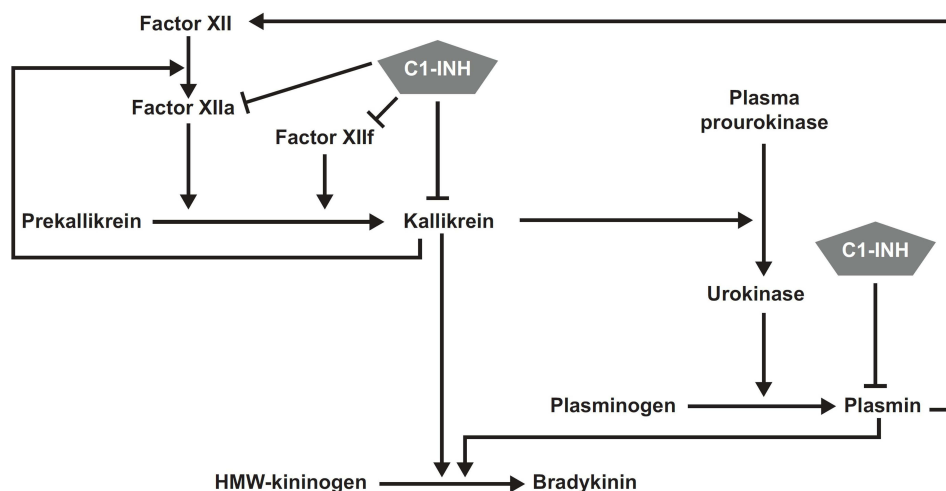 Factor XII
C1-INH
Factor XIIa
Plasma
prourokinase
Factor XIIf
Prekallikrein
Kallikrein
C1-INH
Urokinase
Plasminogen
Plasmin
HMW-kininogen
Bradykinin